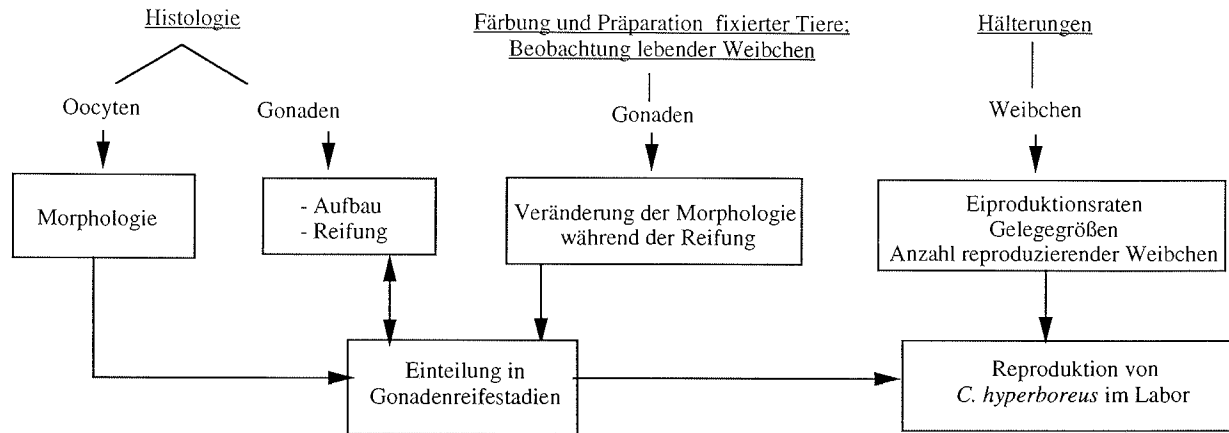 Histologie
Färbung und Präparation fixierter Tiere;
Beobachtung lebender Weibchen
Hälterungen
Oocyten
Gonaden
Gonaden
Weibchen
Morphologie
- Aufbau
- Reifung
Veränderung der Morphologie
während der Reifung
Eiproduktionsraten
Gelegegrößen
Anzahl reproduzierender Weibchen
Einteilung in
Gonadenreifestadien
Reproduktion von
C. hyperboreus im Labor